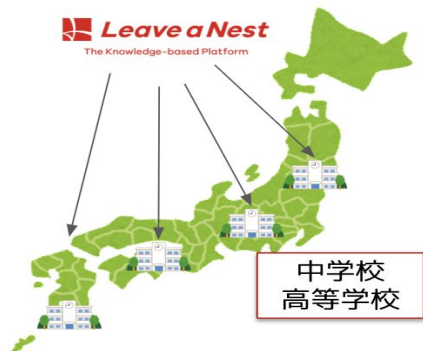 Leave a Nest
The Knowledge-based Platform
中学校
高等学校